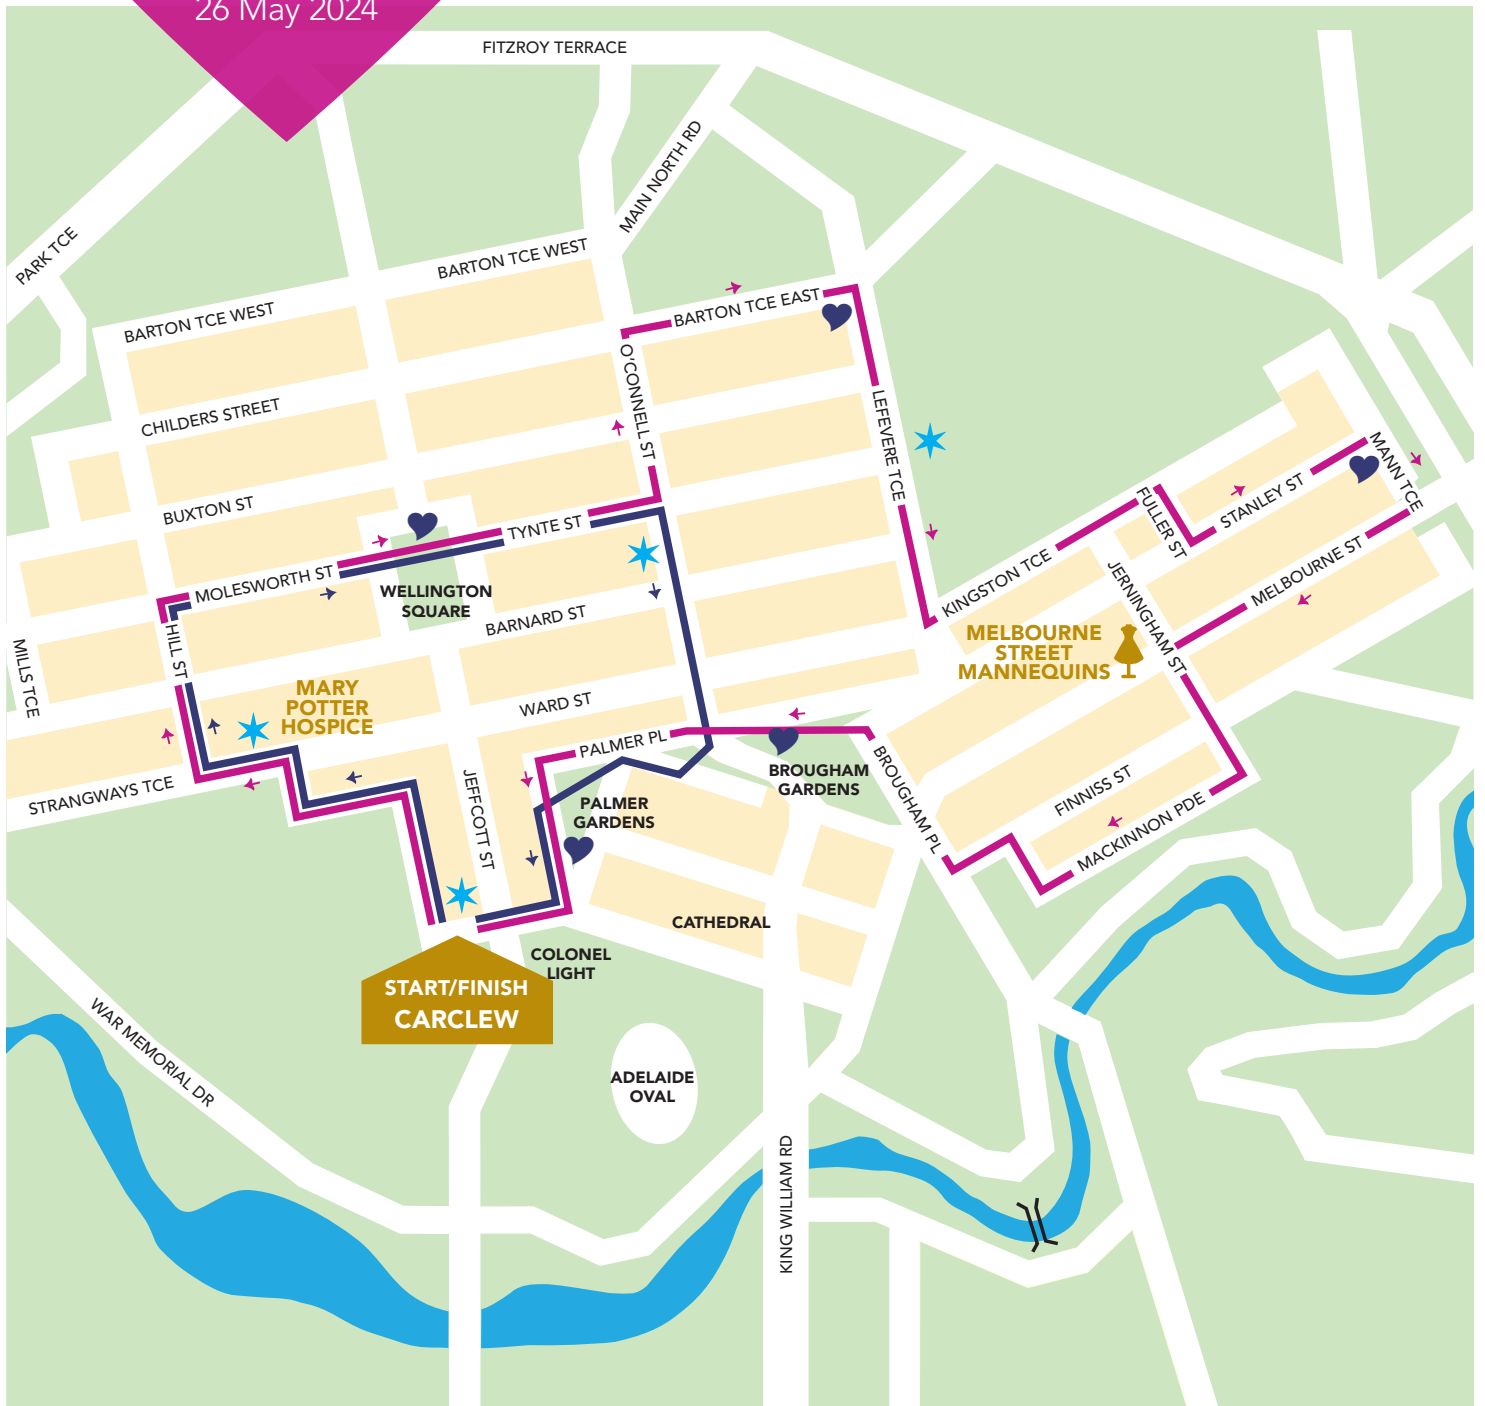 26 May 2024
FITZROY TERRACE
MAIN NORTH RD
PARK TCE
BARTON TCE WEST
BARTON TCE WEST
BARTON TCE EAST
O'CONNELL ST
CHILDERS STREET
LEFEVERE TCE
MANN TCE
BUXTON ST
TYNTE ST
FULLER ST
STANLEY ST
MOLESWORTH ST
WELLINGTON
SQUARE
BARNARD ST
KINGSTON TCE
JERNINGHAM ST
MELBOURNE ST
MILLS TCE
HILL ST
MELBOURNE
STREET
MANNEQUINS
MARY
POTTER
HOSPICE
WARD ST
PALMER PL
BROUGHAM
GARDENS
BROUGHAM PL
STRANGWAYS TCE
JEFFCOTT ST
PALMER
GARDENS
FINNISS ST
MACKINNON PDE
CATHEDRAL
COLONEL
LIGHT
START/FINISH
CARCLEW
WAR MEMORIAL DR
ADELAIDE
OVAL
KING WILLIAM RD